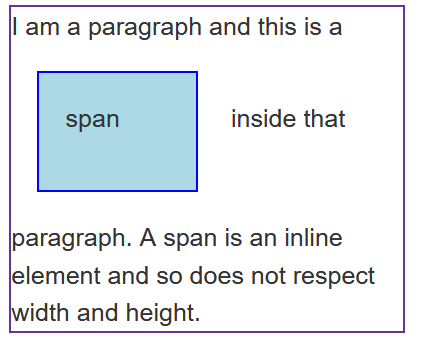 I am a paragraph and this is a
span inside that
paragraph. A span is an inline
element and so does not respect
width and height.